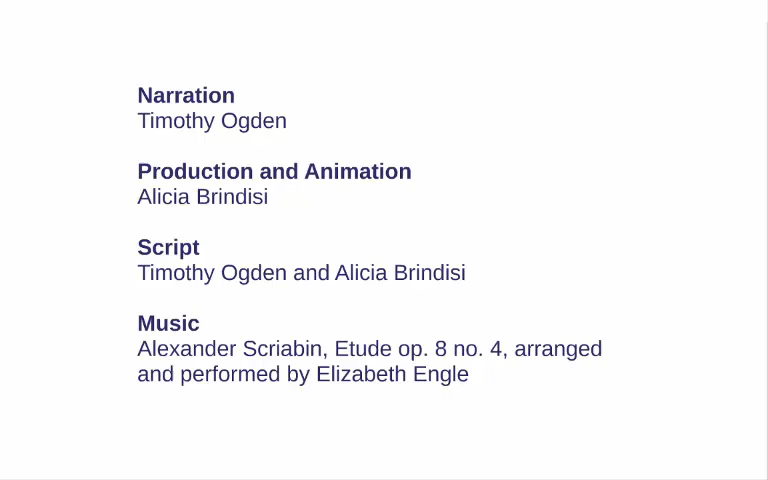 Narration
Timothy Ogden
Production and Animation
Alicia Brindisi
Script
Timothy Ogden and Alicia Brindisi
Music
Alexander Scriabin, Etude op. 8 no. 4, arranged
and performed by Elizabeth Engle